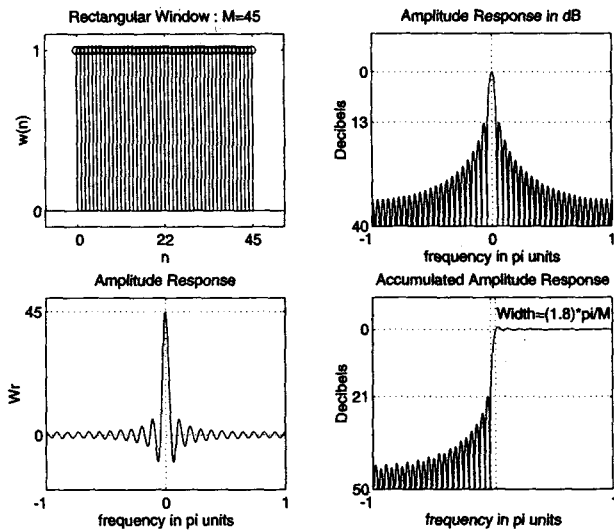 Rectangular Window : M=45
1
w(n)
0
0
22
45
n
Amplitude Response in dB
0
13
Decibels
40
-1
0
1
frequency in pi units
Amplitude Response
45
Wr
0
-1
0
1
frequency in pi units
Accumulated Amplitude Response
Width=(1.8)*pi/M
0
21
Decibels
50
-1
0
1
frequency in pi units